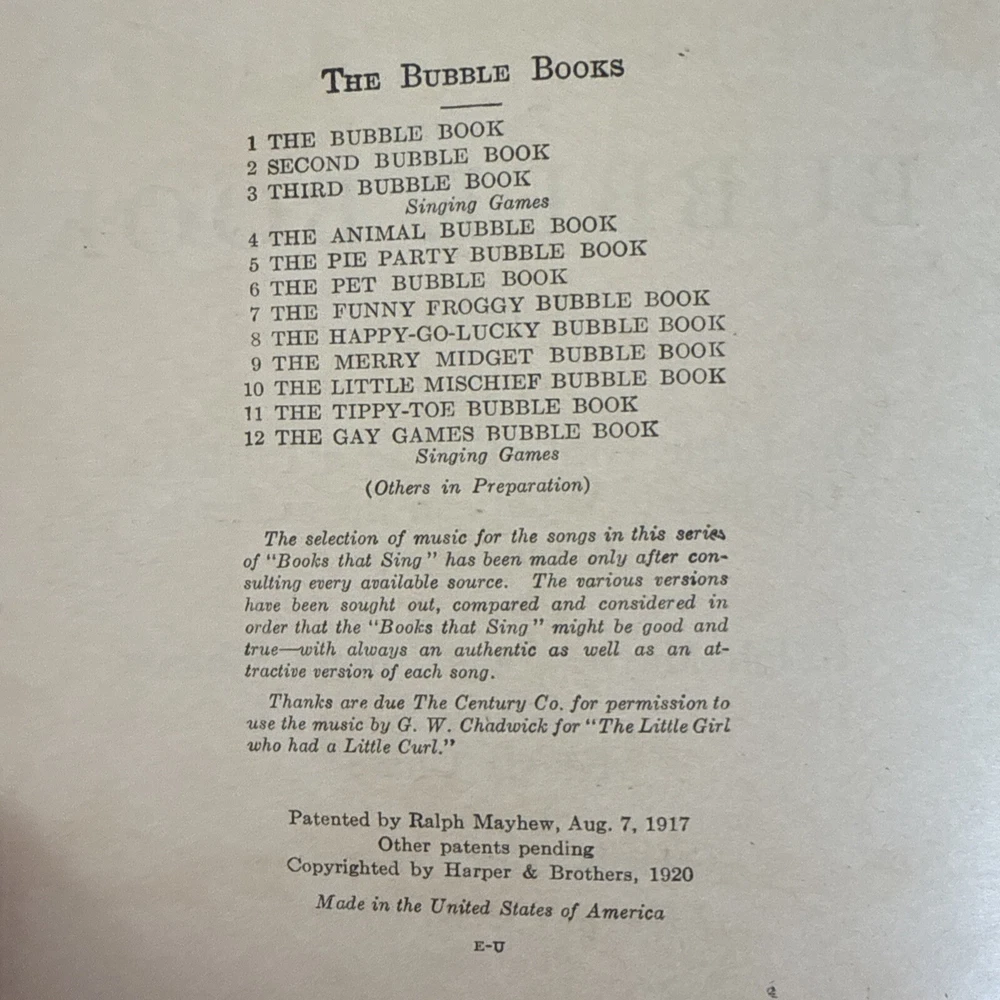 THE BUBBLE BOOKS
1 THE BUBBLE BOOK
2 SECOND BUBBLE BOOK
3 THIRD BUBBLE BOOK
Singing Games
4 THE ANIMAL BUBBLE BOOK
5 THE PIE PARTY BUBBLE BOOK
6 THE PET BUBBLE BOOK
7 THE FUNNY FROGGY BUBBLE BOOK
8 THE HAPPY-GO-LUCKY BUBBLE BOOK
9 THE MERRY MIDGET BUBBLE BOOK
10 THE LITTLE MISCHIEF BUBBLE BOOK
11 THE TIPPY-TOE BUBBLE BOOK
12 THE GAY GAMES BUBBLE BOOK
Singing Games
(Others in Preparation)
The selection of music for the songs in this series
of "Books that Sing" has been made only after con-
sulting every available source. The various versions
have been sought out, compared and considered in
order that the "Books that Sing" might be good and
true—with always an authentic as well as an at-
tractive version of each song.
Thanks are due The Century Co. for permission to
use the music by G. W. Chadwick for "The Little Girl
who had a Little Curl."
Patented by Ralph Mayhew, Aug. 7, 1917
Other patents pending
Copyrighted by Harper & Brothers, 1920
Made in the United States of America
E-U